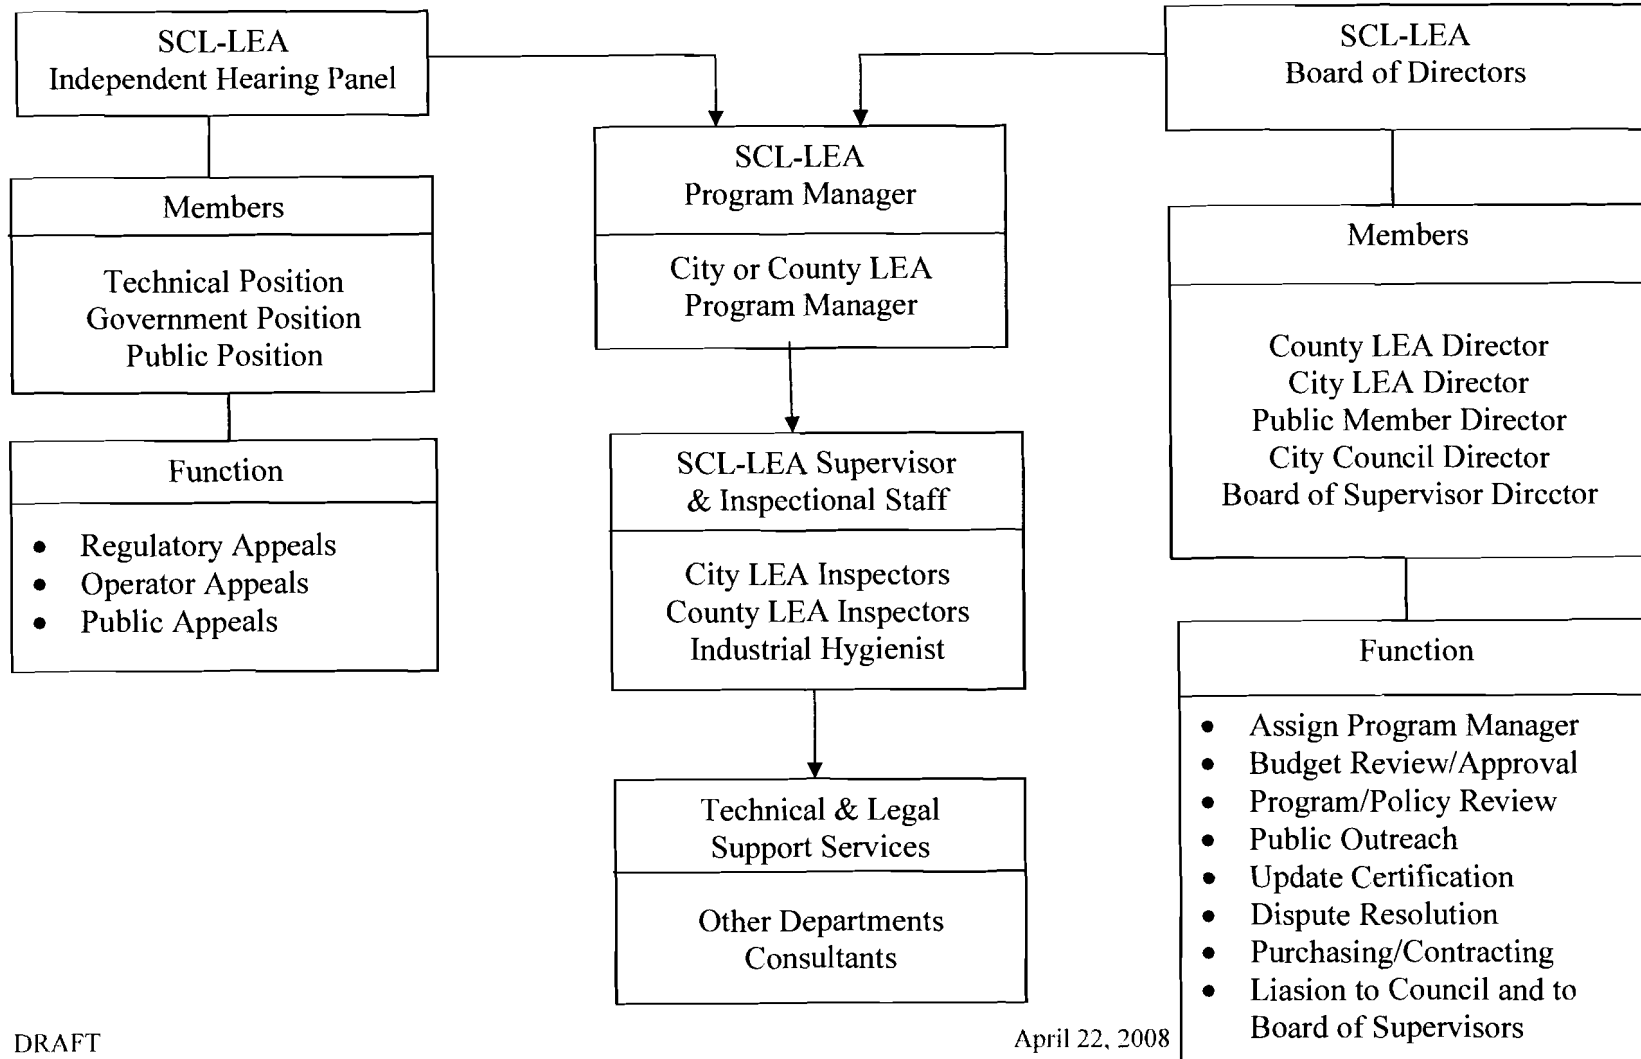 SCL-LEA
Independent Hearing Panel
Members
Technical Position
Government Position
Public Position
Function
• Regulatory Appeals
• Operator Appeals
• Public Appeals
SCL-LEA
Program Manager
City or County LEA
Program Manager
SCL-LEA Supervisor
& Inspectional Staff
City LEA Inspectors
County LEA Inspectors
Industrial Hygienist
Technical & Legal
Support Services
Other Departments
Consultants
SCL-LEA
Board of Directors
Members
County LEA Director
City LEA Director
Public Member Director
City Council Director
Board of Supervisor Director
Function
• Assign Program Manager
• Budget Review/Approval
• Program/Policy Review
• Public Outreach
• Update Certification
• Dispute Resolution
• Purchasing/Contracting
• Liasion to Council and to
Board of Supervisors
DRAFT
April 22, 2008